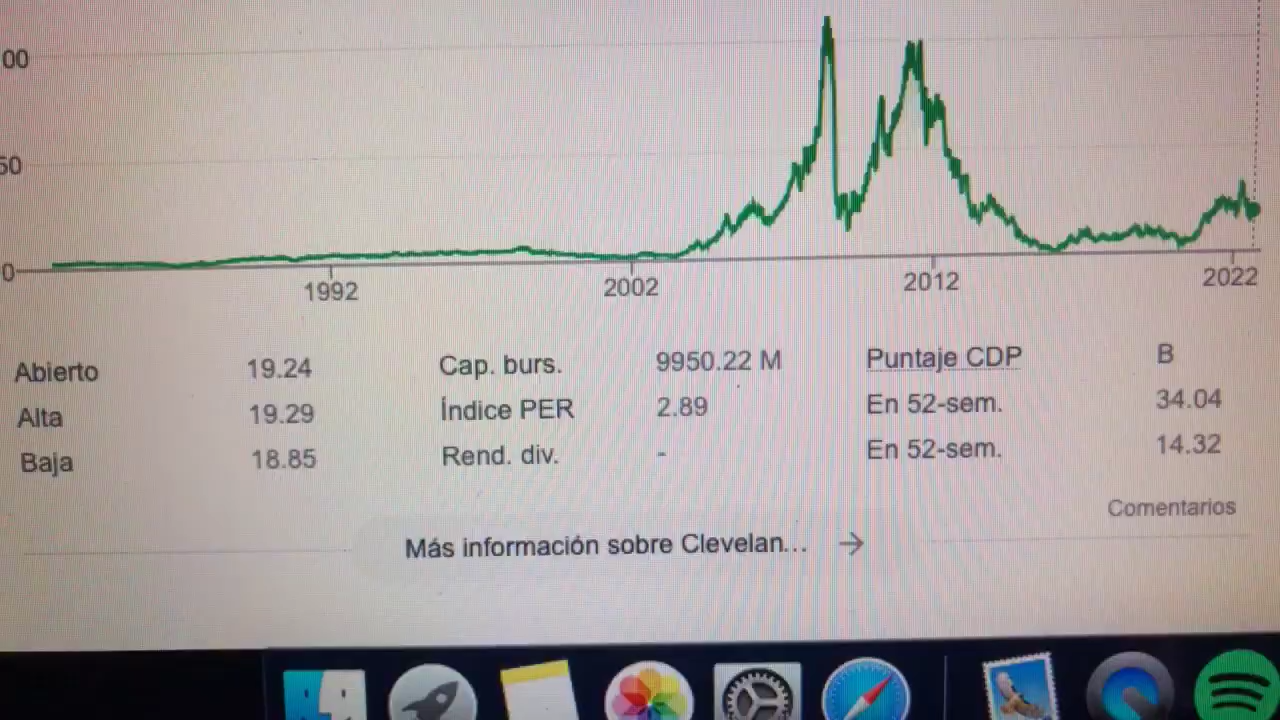 00
50
0
1992 2002 2012 2022
Abierto 19.24 Cap. burs. 9950.22 M Puntaje CDP B
Alta 19.29 Índice PER 2.89 En 52-sem. 34.04
Baja 18.85 Rend. div. - En 52-sem. 14.32
Comentarios
Más información sobre Clevelan... →